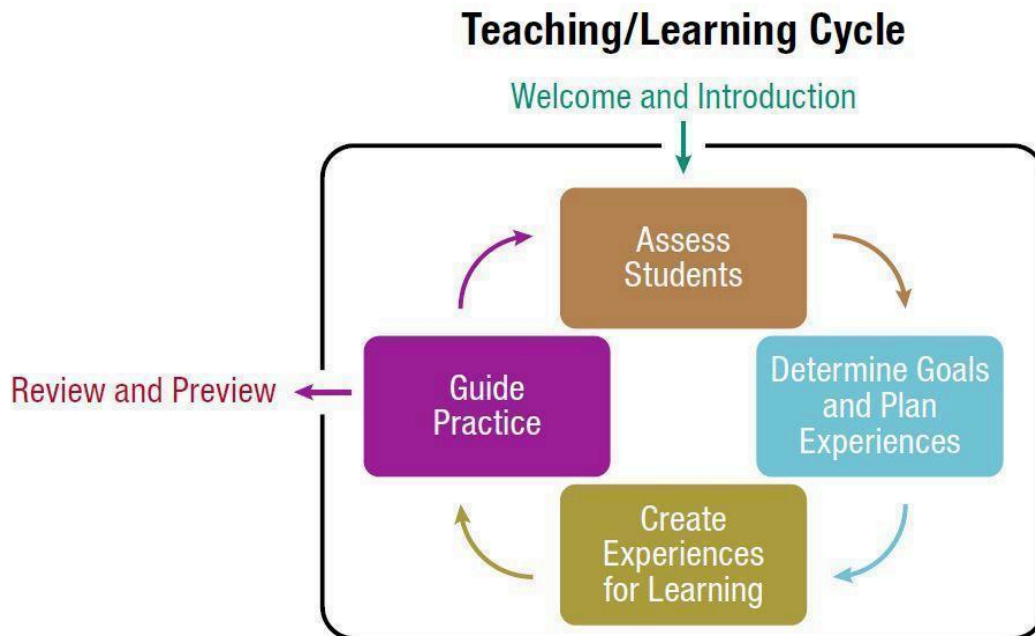 Teaching/Learning Cycle
Welcome and Introduction
Assess
Students
Determine Goals
and Plan
Experiences
Create
Experiences
for Learning
Guide
Practice
Review and Preview